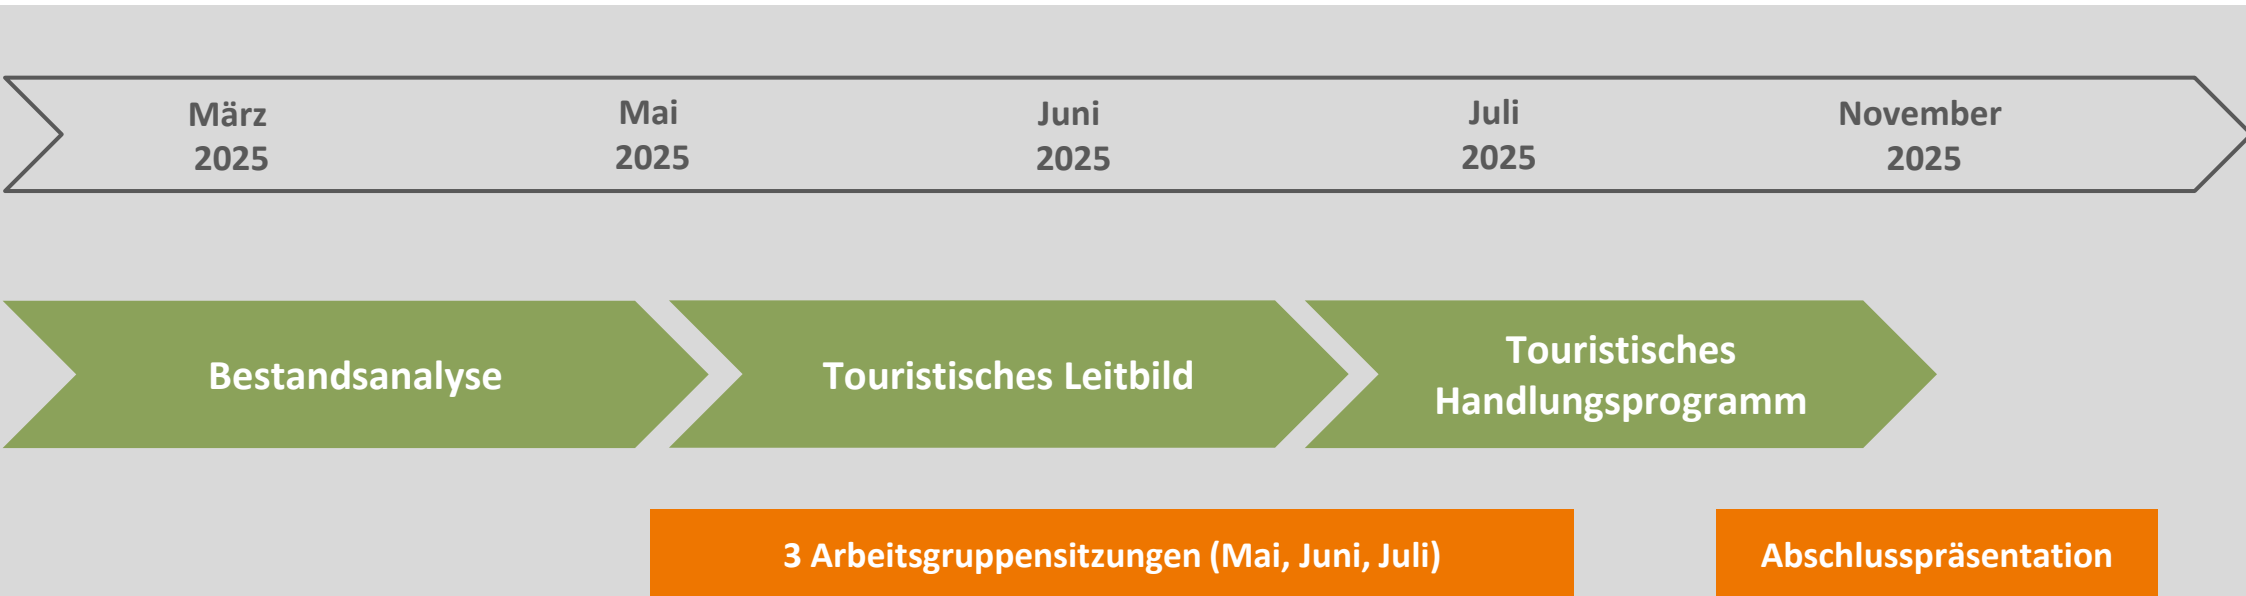 März
2025
Mai
2025
Juni
2025
Juli
2025
November
2025
Bestandsanalyse
Touristisches Leitbild
Touristisches
Handlungsprogramm
3 Arbeitsgruppensitzungen (Mai, Juni, Juli)
Abschlusspräsentation